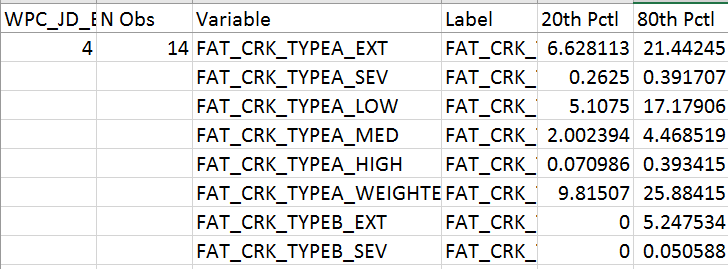 WPC_JD_E N Obs Variable Label 20th Pctl 80th Pctl
4 14 FAT_CRK_TYPEA_EXT FAT_CRK_ 6.628113 21.44245
FAT_CRK_TYPEA_SEV FAT_CRK_ 0.2625 0.391707
FAT_CRK_TYPEA_LOW FAT_CRK_ 5.1075 17.17906
FAT_CRK_TYPEA_MED FAT_CRK_ 2.002394 4.468519
FAT_CRK_TYPEA_HIGH FAT_CRK_ 0.070986 0.393415
FAT_CRK_TYPEA_WEIGHTE FAT_CRK_ 9.81507 25.88415
FAT_CRK_TYPEB_EXT FAT_CRK_ 0 5.247534
FAT_CRK_TYPEB_SEV FAT_CRK_ 0 0.050588